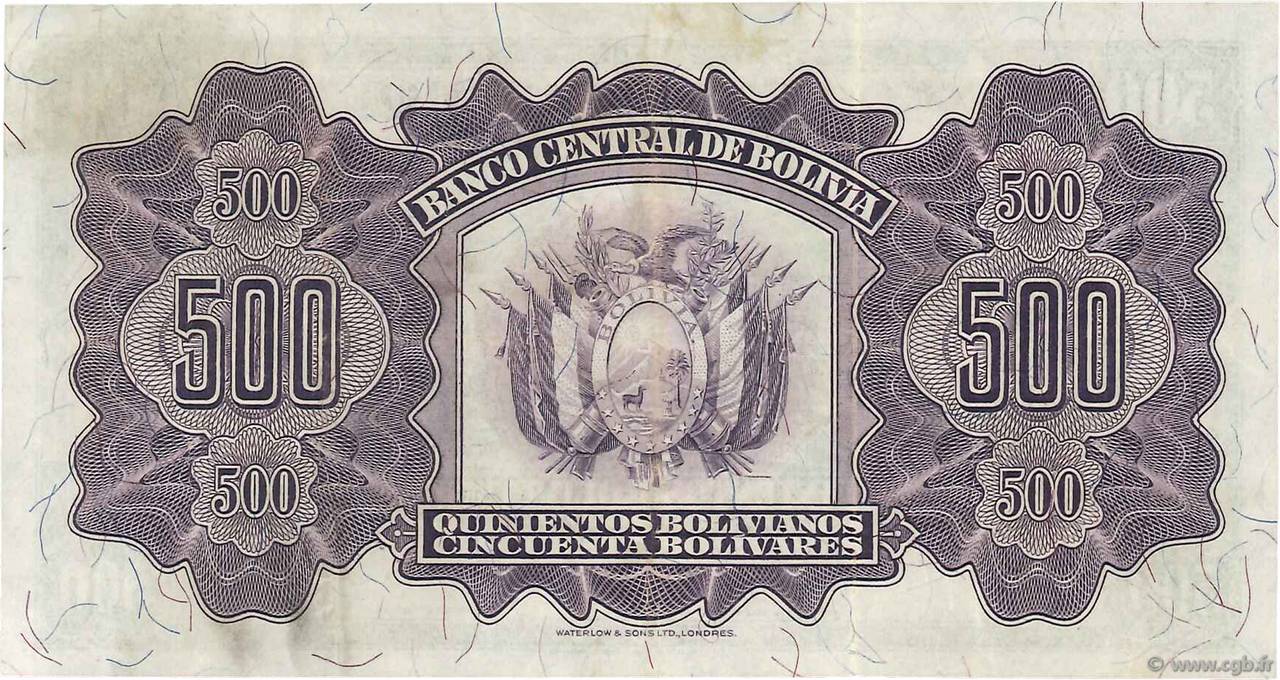 BANCO CENTRAL DE BOLIVIA
500
500
500
500
BOLIVIA
500
500
QUINIENTOS BOLIVIANOS
CINCUENTA BOLIVARES
WATERLOW & SONS LTD., LONDRES.
© www.cgb.fr